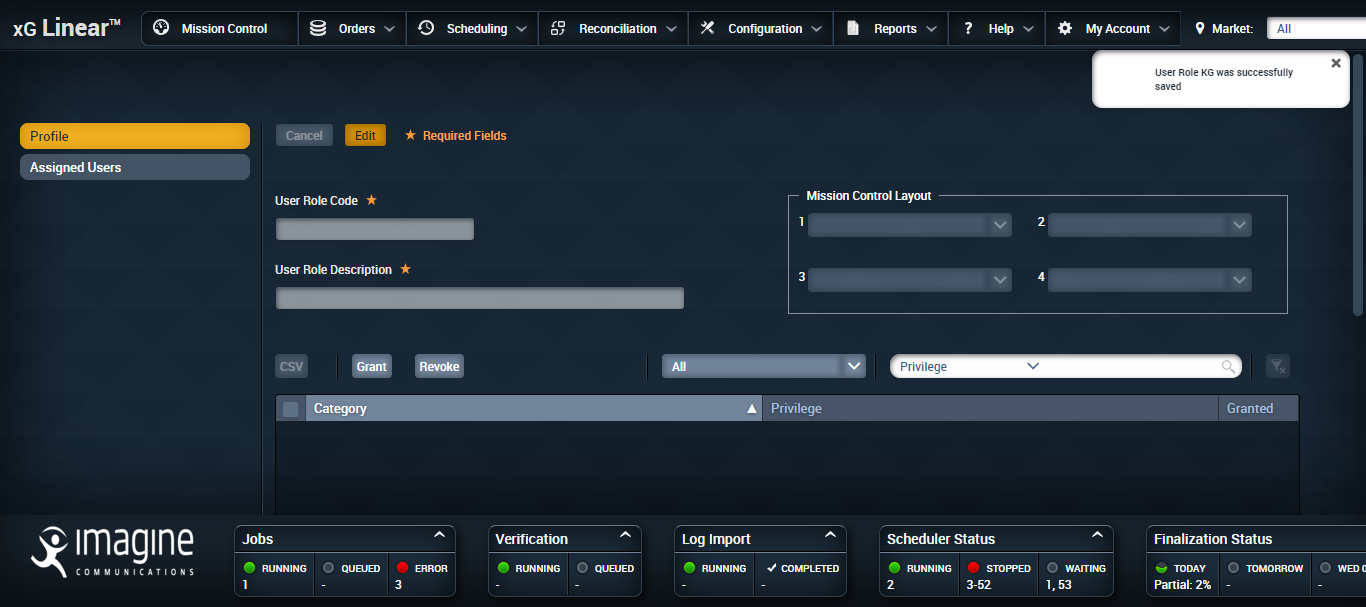 xG Linear™
Mission Control
Orders
Scheduling
Reconciliation
Configuration
Reports
? Help
My Account
Market:
All
User Role KG was successfully
saved
Profile
Assigned Users
Cancel
Edit
Required Fields
User Role Code
User Role Description
Mission Control Layout
1
2
3
4
CSV
Grant
Revoke
All
Privilege
Category
Privilege
Granted
imagine
COMMUNICATIONS
Jobs
RUNNING
1
QUEUED
-
ERROR
3
Verification
RUNNING
-
QUEUED
-
Log Import
RUNNING
-
COMPLETED
-
Scheduler Status
RUNNING
2
STOPPED
3-52
WAITING
1, 53
Finalization Status
TODAY
Partial: 2%
TOMORROW
-
WED
-